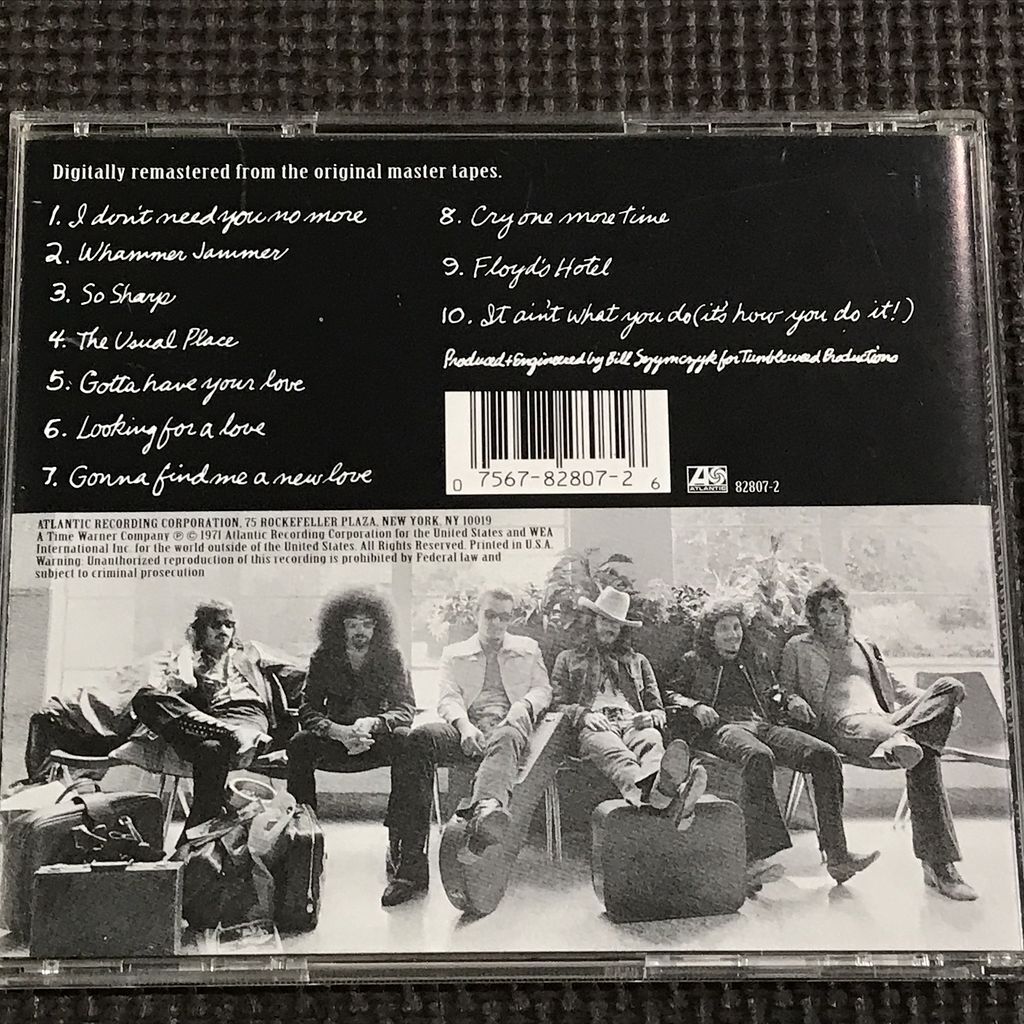 Digitally remastered from the original master tapes.
1. I don't need you no more
2. Whammer Jammer
3. So Sharp
4. The Usual Place
5. Gotta have your love
6. Looking for a love
7. Gonna find me a new love
8. Cry one more time
9. Floyd's Hotel
10. It ain't what you do (it's how you do it!)
Produced + Engineered by Bill Szymczyk for Tumbleweed Productions
0 7567-82807-2 6
ATLANTIC
82807-2
ATLANTIC RECORDING CORPORATION, 75 ROCKEFELLER PLAZA, NEW YORK, NY 10019
A Time Warner Company ℗ © 1971 Atlantic Recording Corporation for the United States and WEA
International Inc. for the world outside of the United States. All Rights Reserved. Printed in U.S.A.
Warning: Unauthorized reproduction of this recording is prohibited by Federal law and
subject to criminal prosecution